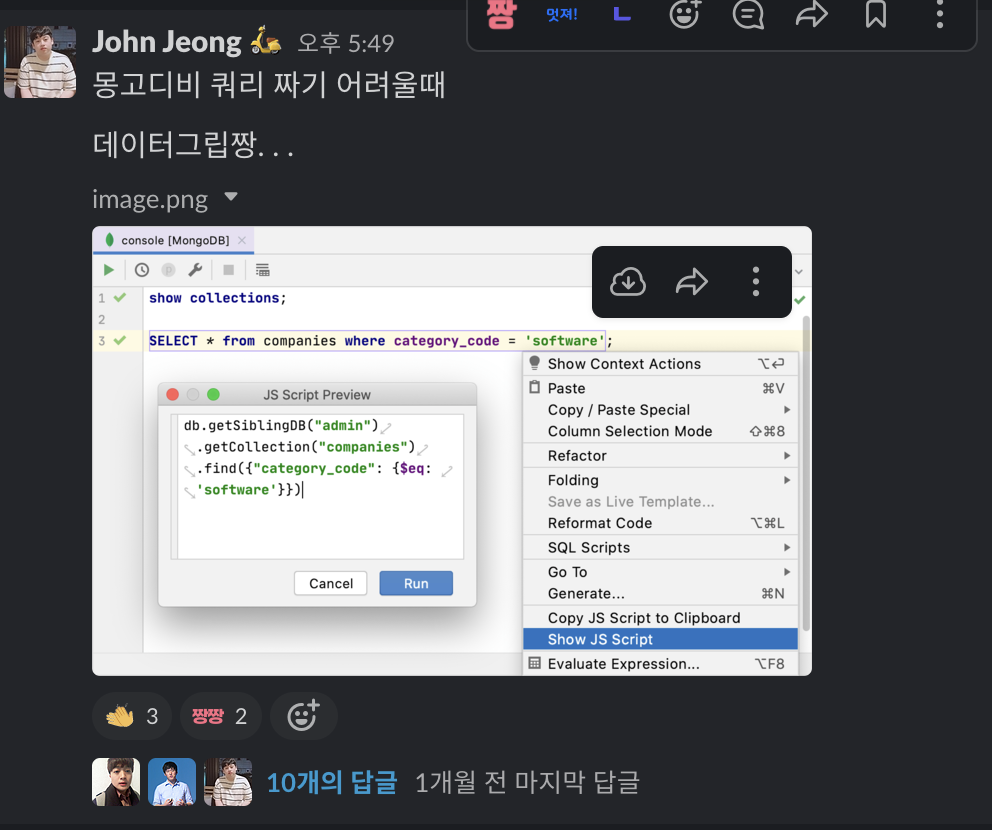 짱 멋져!
John Jeong 오후 5:49
몽고디비 쿼리 짜기 어려울때
데이터그립짱. . .
image.png
console [MongoDB]
1 show collections;
2
3 SELECT * from companies where category_code = 'software';
JS Script Preview
db.getSiblingDB("admin")
.getCollection("companies")
.find({"category_code": {$eq:
'software'}})
Cancel Run
Show Context Actions ⌥⏎
Paste ⌘V
Copy / Paste Special
Column Selection Mode ⇧⌘8
Refactor
Folding
Save as Live Template...
Reformat Code ⌥⌘L
SQL Scripts
Go To
Generate... ⌘N
Copy JS Script to Clipboard
Show JS Script
Evaluate Expression... ⌥F8
3 짱짱 2
10개의 답글 1개월 전 마지막 답글